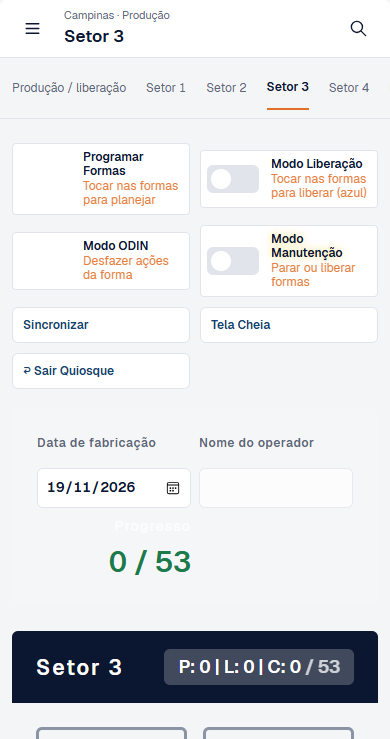 Campinas · Produção
Setor 3
Produção / liberação Setor 1 Setor 2 Setor 3 Setor 4
Programar
Formas
Tocar nas formas
para planejar
Modo Liberação
Tocar nas formas
para liberar (azul)
Modo ODIN
Desfazer ações
da forma
Modo
Manutenção
Parar ou liberar
formas
Sincronizar
Tela Cheia
Sair Quiosque
Data de fabricação
Nome do operador
19/11/2026
Progresso
0 / 53
Setor 3
P: 0 | L: 0 | C: 0 / 53